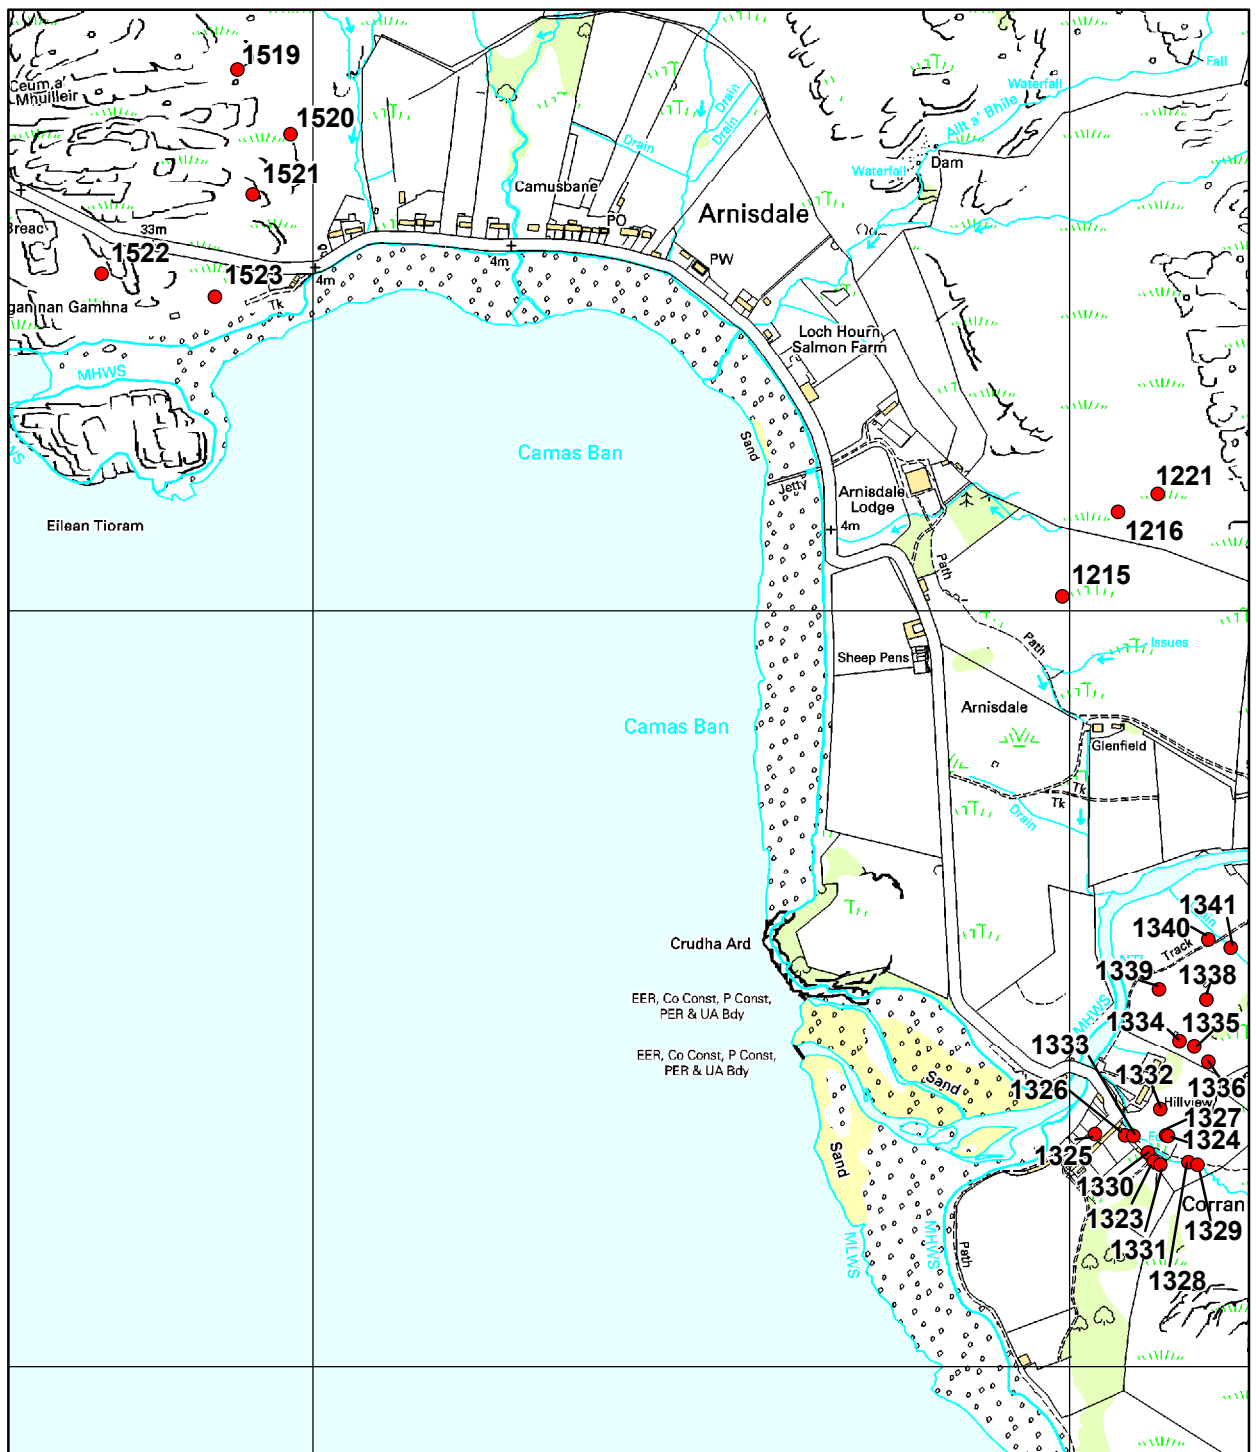 1519
Ceum a'
Mhuilleir
1520
1521
Breac
33m
1522
1523
Tk
4m
gannan Gamhna
MHWS
Eilean Tioram
Camusbane
PO
4m
Drain
Drain
Drain
Arnisdale
PW
Fall
Waterfall
Allt a' Bhile
Dam
Waterfall
Loch Hourn
Salmon Farm
Camas Ban
Sand
Jetty
Arnisdale
Lodge
4m
1221
1216
1215
Path
Path
Issues
Sheep Pens
Arnisdale
Glenfield
Tk
Tk
Drain
Camas Ban
Crudha Ard
EER, Co Const, P Const,
PER & UA Bdy
EER, Co Const, P Const,
PER & UA Bdy
1341
1340
Track
Drain
NTL
1339
1338
MHWS
1334
1335
1333
1332
1336
1326
Hillview
1327
1324
1325
1330
1323
Corran
1329
1331
1328
Sand
Sand
MHWS
MLWS
Path